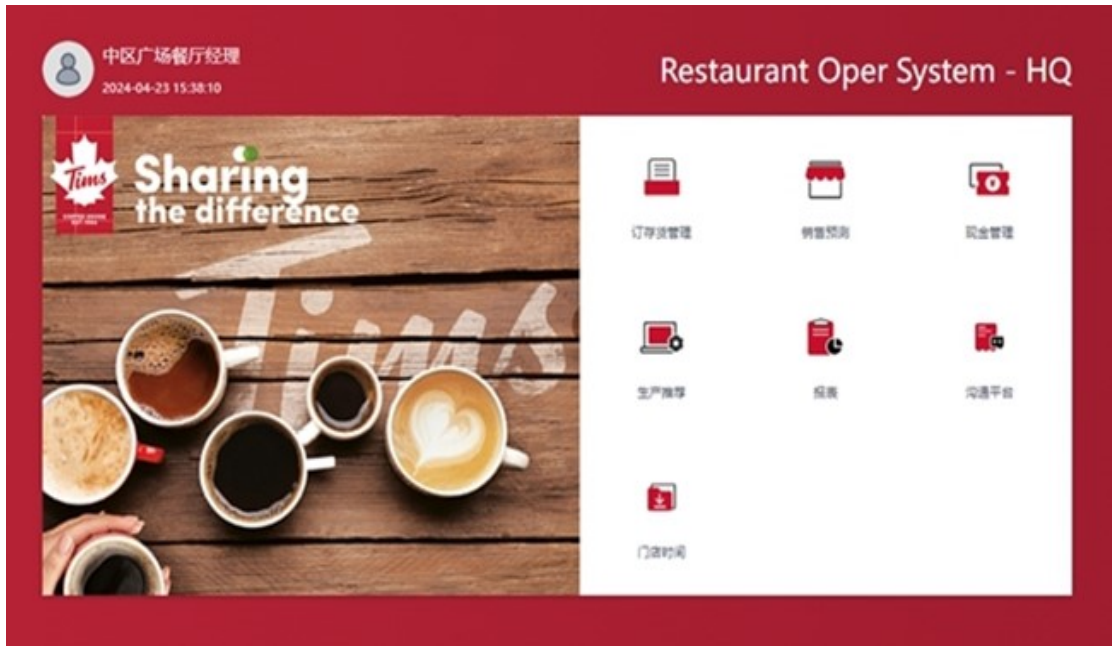 中区广场餐厅经理
2024-04-23 15:38:10
Restaurant Oper System - HQ
Tims
Sharing
the difference
Tims
订存货管理
销售预测
现金管理
生产推荐
报表
沟通平台
门店时间